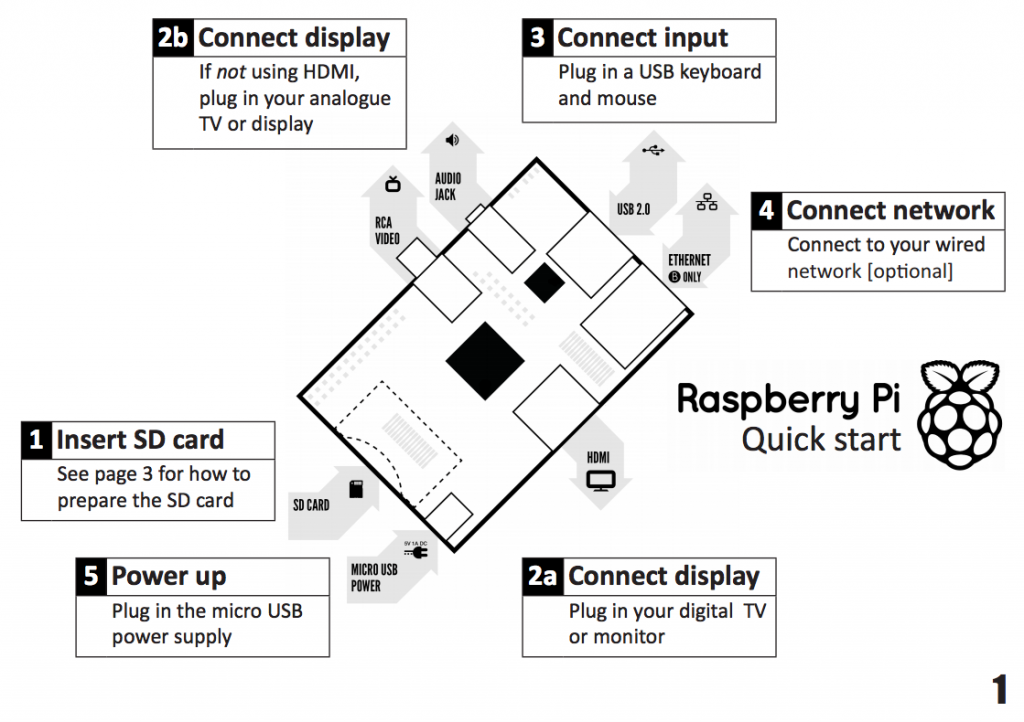 2b Connect display
If not using HDMI,
plug in your analogue
TV or display
3 Connect input
Plug in a USB keyboard
and mouse
AUDIO
JACK
RCA
VIDEO
USB 2.0
ETHERNET
B ONLY
4 Connect network
Connect to your wired
network [optional]
Raspberry Pi
Quick start
1 Insert SD card
See page 3 for how to
prepare the SD card
SD CARD
HDMI
5V 1A DC
MICRO USB
POWER
5 Power up
Plug in the micro USB
power supply
2a Connect display
Plug in your digital TV
or monitor
1